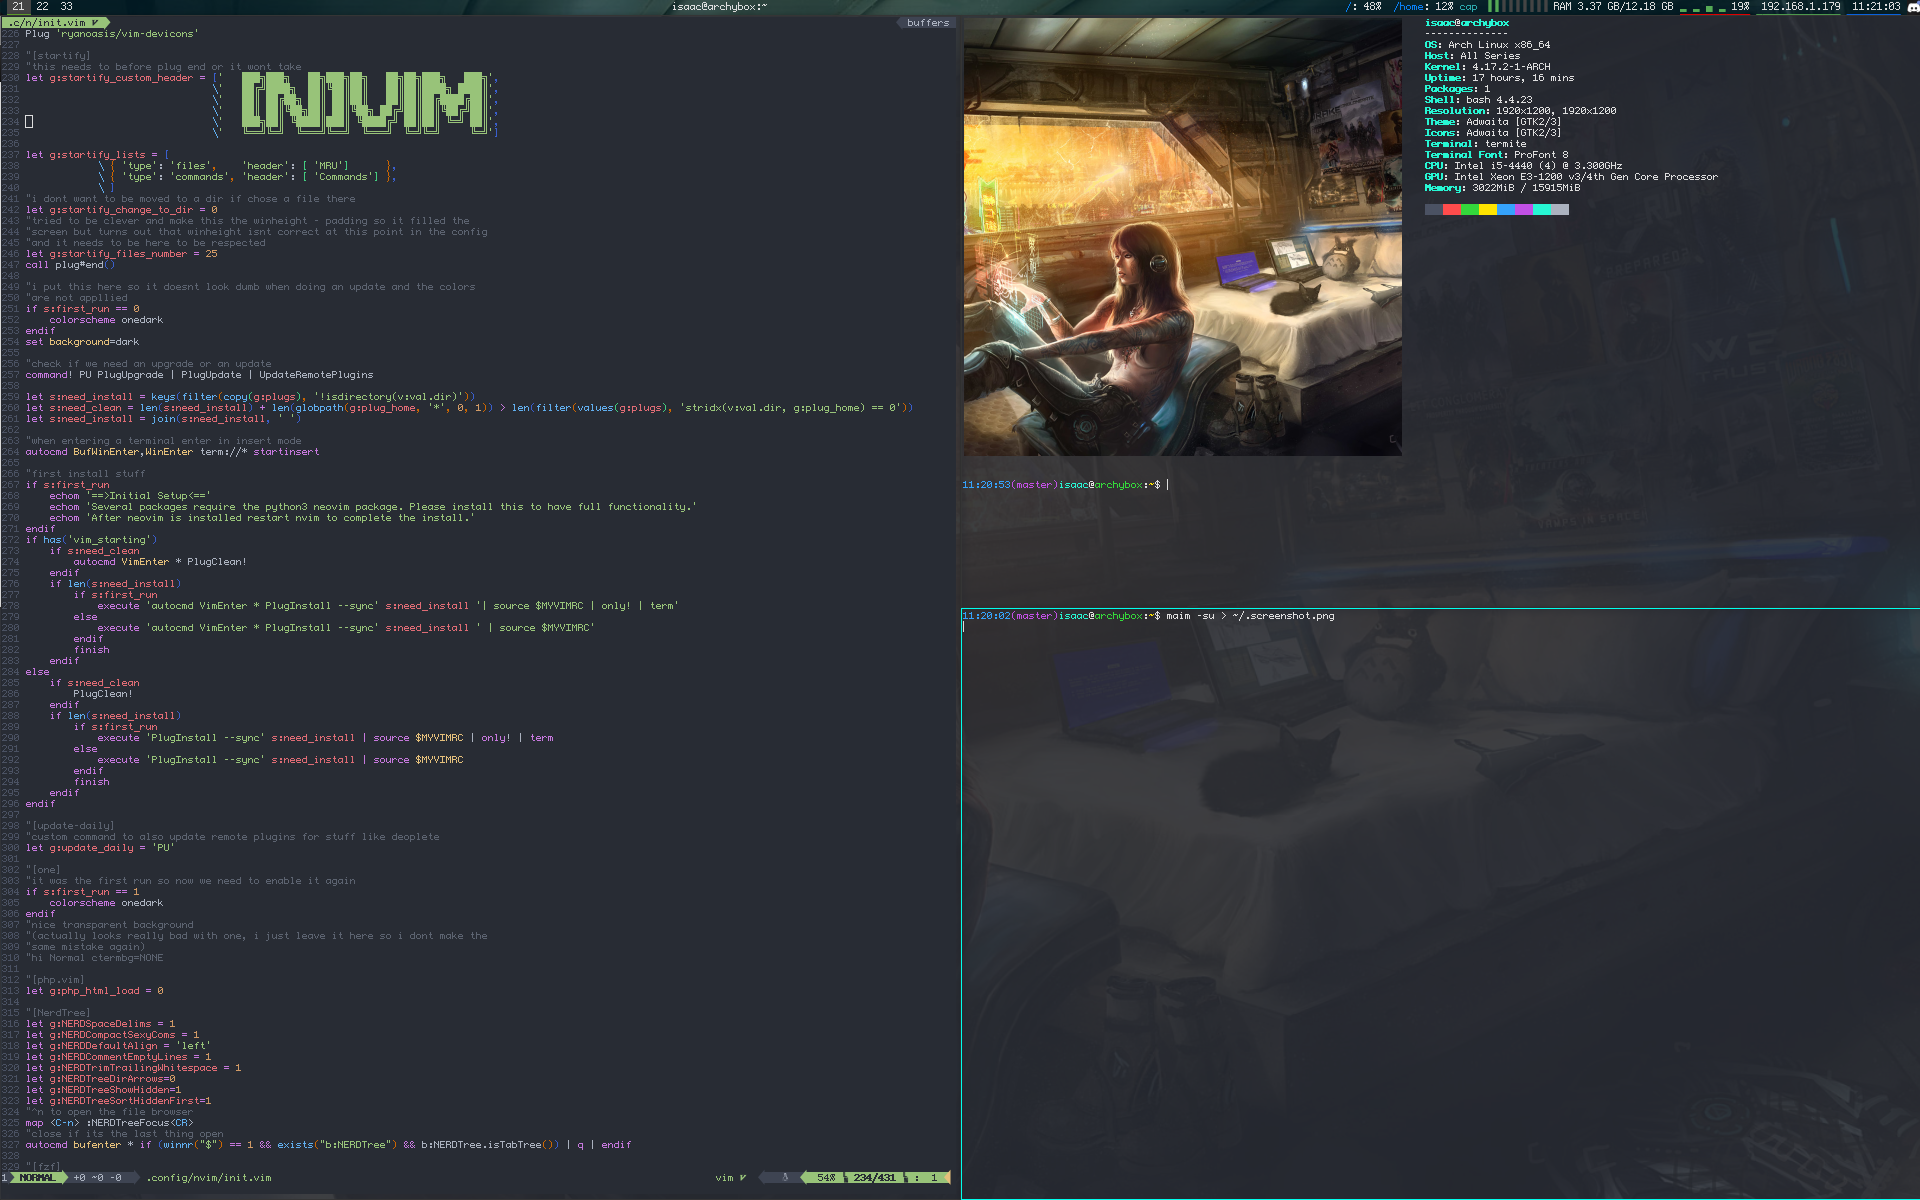 21 22 33 isaac@archybox:~ /: 48% /home: 12% cap RAM 3.37 GB/12.18 GB 19% 192.168.1.179 11:21:03
.c/n/init.vim buffers
226 Plug 'ryanoasis/vim-devicons'
227
228 "[startify]
229 "this needs to before plug end or it wont take
230 let g:startify_custom_header = ['
231 \'
232 \'
233 \'
234 \'
235 \'
NVIM
236
237 let g:startify_lists = [
238 \ { 'type': 'files', 'header': [ 'MRU'] },
239 \ { 'type': 'commands', 'header': [ 'Commands'] },
240 \ ]
241 "i dont want to be moved to a dir if chose a file there
242 let g:startify_change_to_dir = 0
243 "tried to be clever and make this the winheight - padding so it filled the
244 "screen but turns out that winheight isnt correct at this point in the config
245 "and it needs to be here to be respected
246 let g:startify_files_number = 25
247 call plug#end()
248
249 "i put this here so it doesnt look dumb when doing an update and the colors
250 "are not appllied
251 if s:first_run == 0
252 colorscheme onedark
253 endif
254 set background=dark
255
256 "check if we need an upgrade or an update
257 command! PU PlugUpgrade | PlugUpdate | UpdateRemotePlugins
258
259 let s:need_install = keys(filter(copy(g:plugs), '!isdirectory(v:val.dir)'))
260 let s:need_clean = len(s:need_install) + len(globpath(g:plug_home, '*', 0, 1)) > len(filter(values(g:plugs), 'stridx(v:val.dir, g:plug_home) == 0'))
261 let s:need_install = join(s:need_install, ' ')
262
263 "when entering a terminal enter in insert mode
264 autocmd BufWinEnter,WinEnter term://* startinsert
265
266 "first install stuff
267 if s:first_run
268 echom '==>Initial Setup<=='
269 echom 'Several packages require the python3 neovim package. Please install this to have full functionality.'
270 echom 'After neovim is installed restart nvim to complete the install.'
271 endif
272 if has('vim_starting')
273 if s:need_clean
274 autocmd VimEnter * PlugClean!
275 endif
276 if len(s:need_install)
277 if s:first_run
278 execute 'autocmd VimEnter * PlugInstall --sync' s:need_install '| source $MYVIMRC | only! | term'
279 else
280 execute 'autocmd VimEnter * PlugInstall --sync' s:need_install ' | source $MYVIMRC'
281 endif
282 finish
283 endif
284 else
285 if s:need_clean
286 PlugClean!
287 endif
288 if len(s:need_install)
289 if s:first_run
290 execute 'PlugInstall --sync' s:need_install | source $MYVIMRC | only! | term
291 else
292 execute 'PlugInstall --sync' s:need_install | source $MYVIMRC
293 endif
294 finish
295 endif
296 endif
297
298 "[update-daily]
299 "custom command to also update remote plugins for stuff like deoplete
300 let g:update_daily = 'PU'
301
302 "[one]
303 "it was the first run so now we need to enable it again
304 if s:first_run == 1
305 colorscheme onedark
306 endif
307 "nice transparent background
308 "(actually looks really bad with one, i just leave it here so i dont make the
309 "same mistake again)
310 "hi Normal ctermbg=NONE
311
312 "[php.vim]
313 let g:php_html_load = 0
314
315 "[NerdTree]
316 let g:NERDSpaceDelims = 1
317 let g:NERDCompactSexyComs = 1
318 let g:NERDDefaultAlign = 'left'
319 let g:NERDCommentEmptyLines = 1
320 let g:NERDTrimTrailingWhitespace = 1
321 let g:NERDTreeDirArrows=0
322 let g:NERDTreeShowHidden=1
323 let g:NERDTreeSortHiddenFirst=1
324 "^n to open the file browser
325 map <C-n> :NERDTreeFocus<CR>
326 "close if its the last thing open
327 autocmd bufenter * if (winnr("$") == 1 && exists("b:NERDTree") && b:NERDTree.isTabTree()) | q | endif
328
329 "[fzf]
1 NORMAL +0 ~0 -0 .config/nvim/init.vim vim 54% 234/431 : 1
isaac@archybox
--------------
OS: Arch Linux x86_64
Host: All Series
Kernel: 4.17.2-1-ARCH
Uptime: 17 hours, 16 mins
Packages: 1
Shell: bash 4.4.23
Resolution: 1920x1200, 1920x1200
Theme: Adwaita [GTK2/3]
Icons: Adwaita [GTK2/3]
Terminal: termite
Terminal Font: ProFont 8
CPU: Intel i5-4440 (4) @ 3.300GHz
GPU: Intel Xeon E3-1200 v3/4th Gen Core Processor
Memory: 3022MiB / 15915MiB
11:20:53(master)isaac@archybox:~$
11:20:02(master)isaac@archybox:~$ maim -su > ~/.screenshot.png